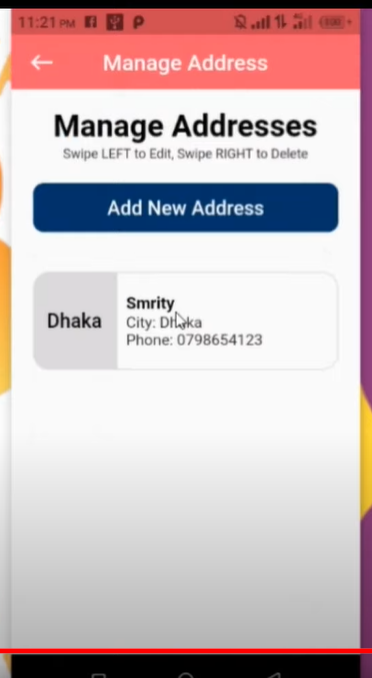 11:21 PM
Manage Address
Manage Addresses
Swipe LEFT to Edit, Swipe RIGHT to Delete
Add New Address
Dhaka
Smrity
City: Dhaka
Phone: 0798654123